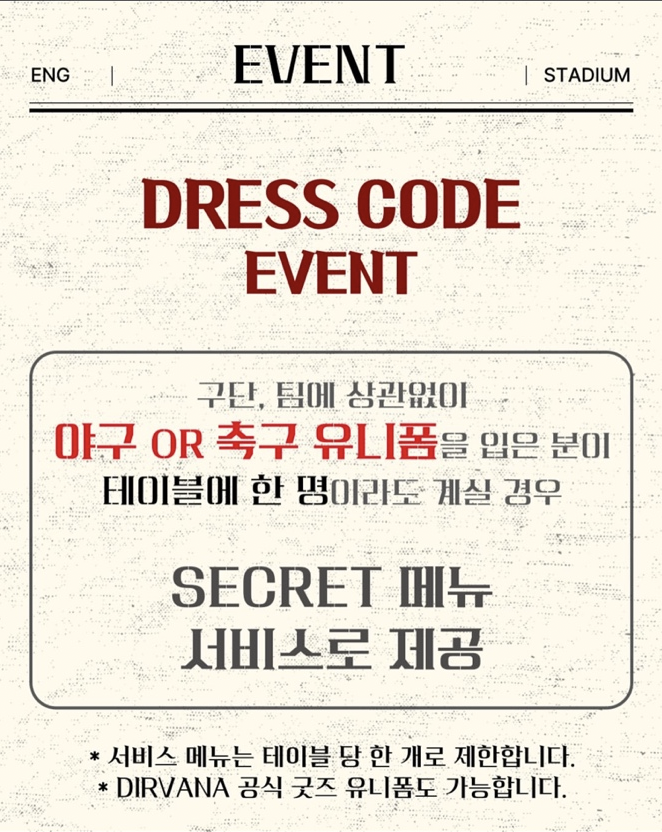 ENG | EVENT | STADIUM
DRESS CODE
EVENT
구단, 팀에 상관없이
야구 OR 축구 유니폼을 입은 분이
테이블에 한 명이라도 계실 경우
SECRET 메뉴
서비스로 제공
* 서비스 메뉴는 테이블 당 한 개로 제한합니다.
* DIRVANA 공식 굿즈 유니폼도 가능합니다.